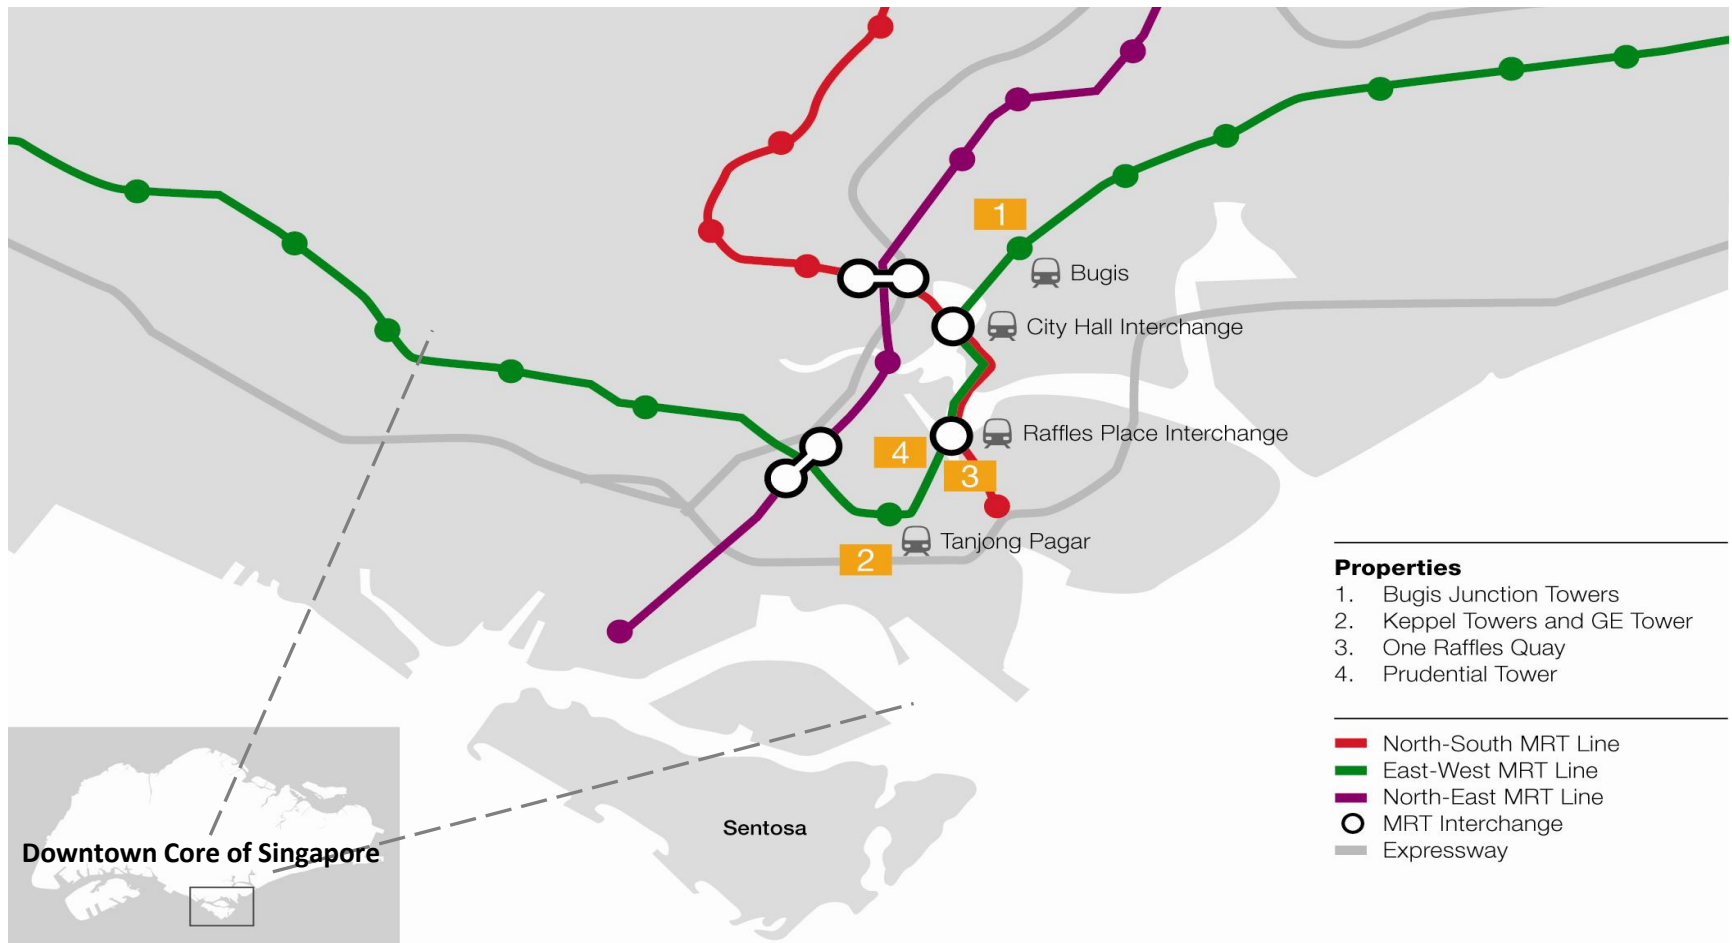 1
Bugis
City Hall Interchange
Raffles Place Interchange
4
3
Tanjong Pagar
2
Properties
1. Bugis Junction Towers
2. Keppel Towers and GE Tower
3. One Raffles Quay
4. Prudential Tower
North-South MRT Line
East-West MRT Line
North-East MRT Line
MRT Interchange
Expressway
Sentosa
Downtown Core of Singapore